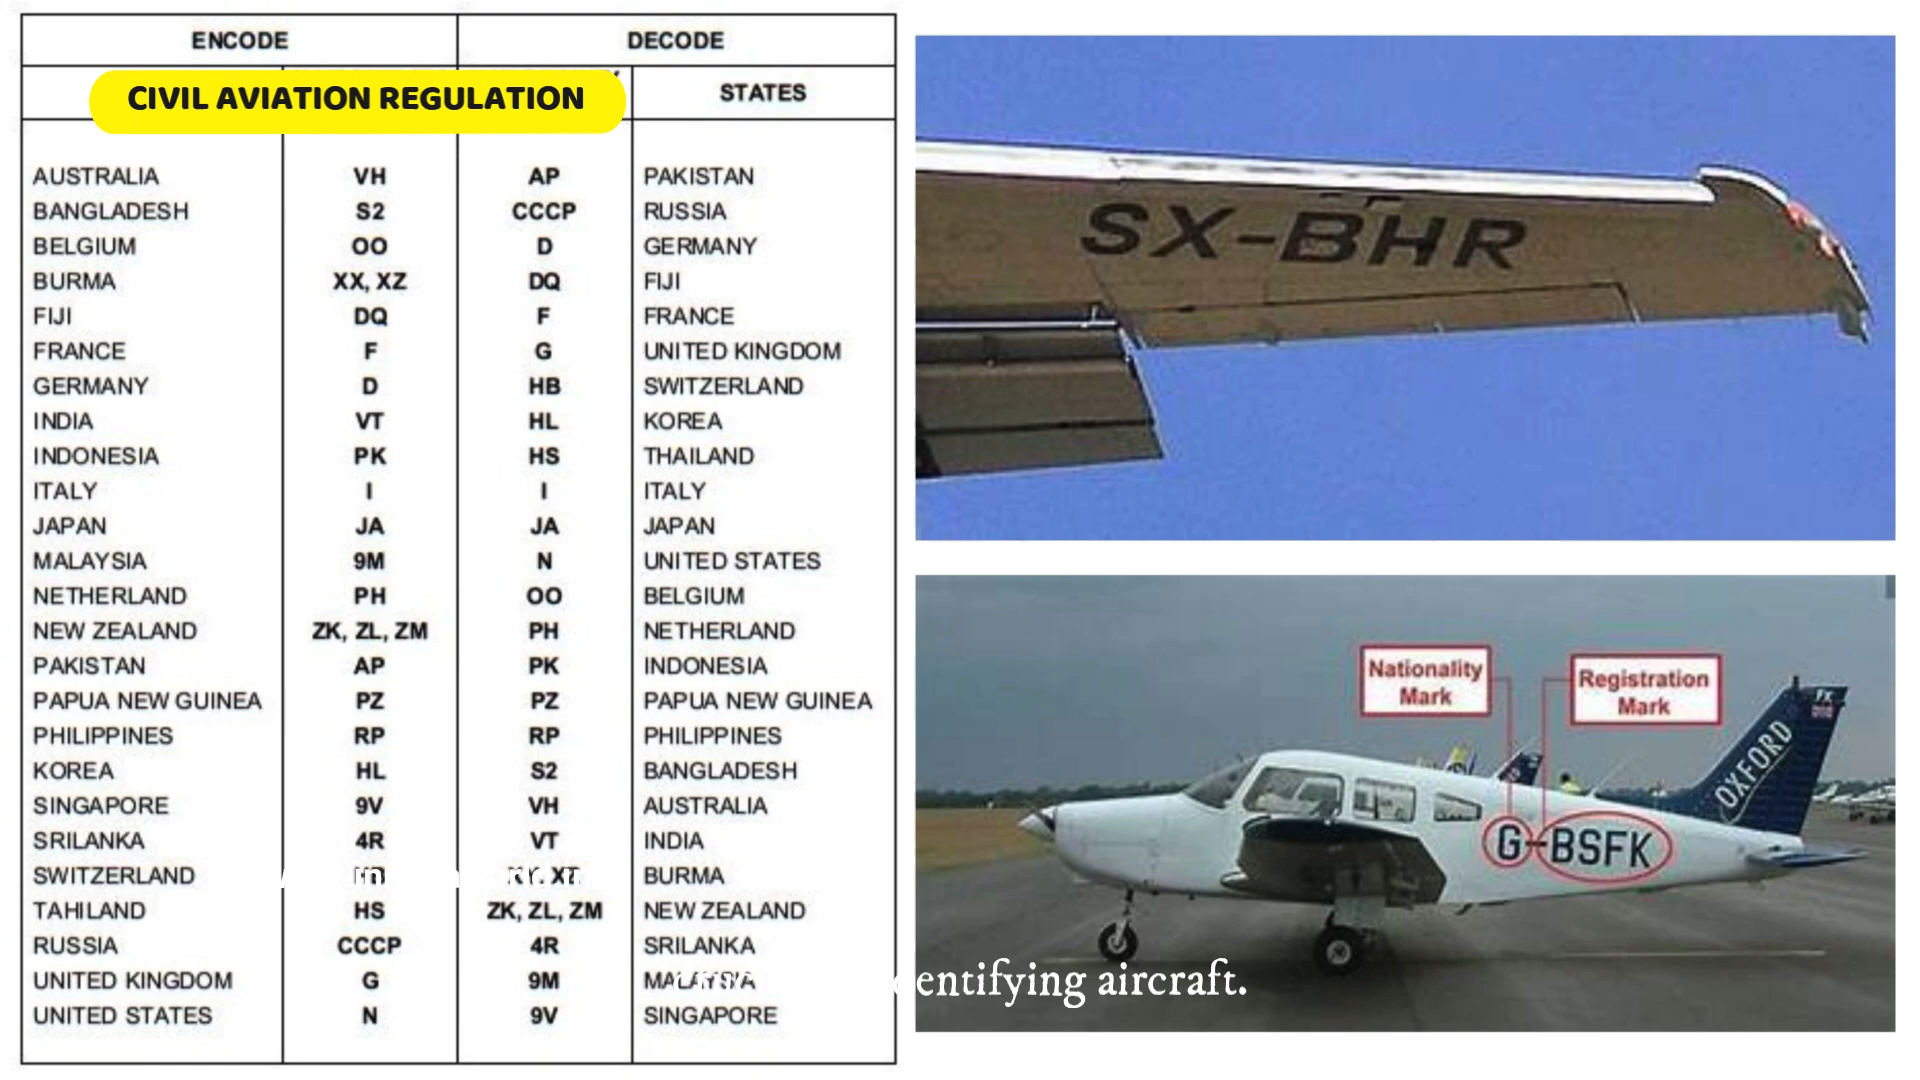 ENCODE DECODE
CIVIL AVIATION REGULATION STATES
AUSTRALIA VH AP PAKISTAN
BANGLADESH S2 CCCP RUSSIA
BELGIUM OO D GERMANY
BURMA XX, XZ DQ FIJI
FIJI DQ F FRANCE
FRANCE F G UNITED KINGDOM
GERMANY D HB SWITZERLAND
INDIA VT HL KOREA
INDONESIA PK HS THAILAND
ITALY I I ITALY
JAPAN JA JA JAPAN
MALAYSIA 9M N UNITED STATES
NETHERLAND PH OO BELGIUM
NEW ZEALAND ZK, ZL, ZM PH NETHERLAND
PAKISTAN AP PK INDONESIA
PAPUA NEW GUINEA PZ PZ PAPUA NEW GUINEA
PHILIPPINES RP RP PHILIPPINES
KOREA HL S2 BANGLADESH
SINGAPORE 9V VH AUSTRALIA
SRILANKA 4R VT INDIA
SWITZERLAND BURMA
TAHILAND HS ZK, ZL, ZM NEW ZEALAND
RUSSIA CCCP 4R SRILANKA
UNITED KINGDOM G 9M
UNITED STATES N 9V SINGAPORE
SX-BHR
Nationality
Mark
Registration
Mark
OXFORD
G-BSFK
aircraft.